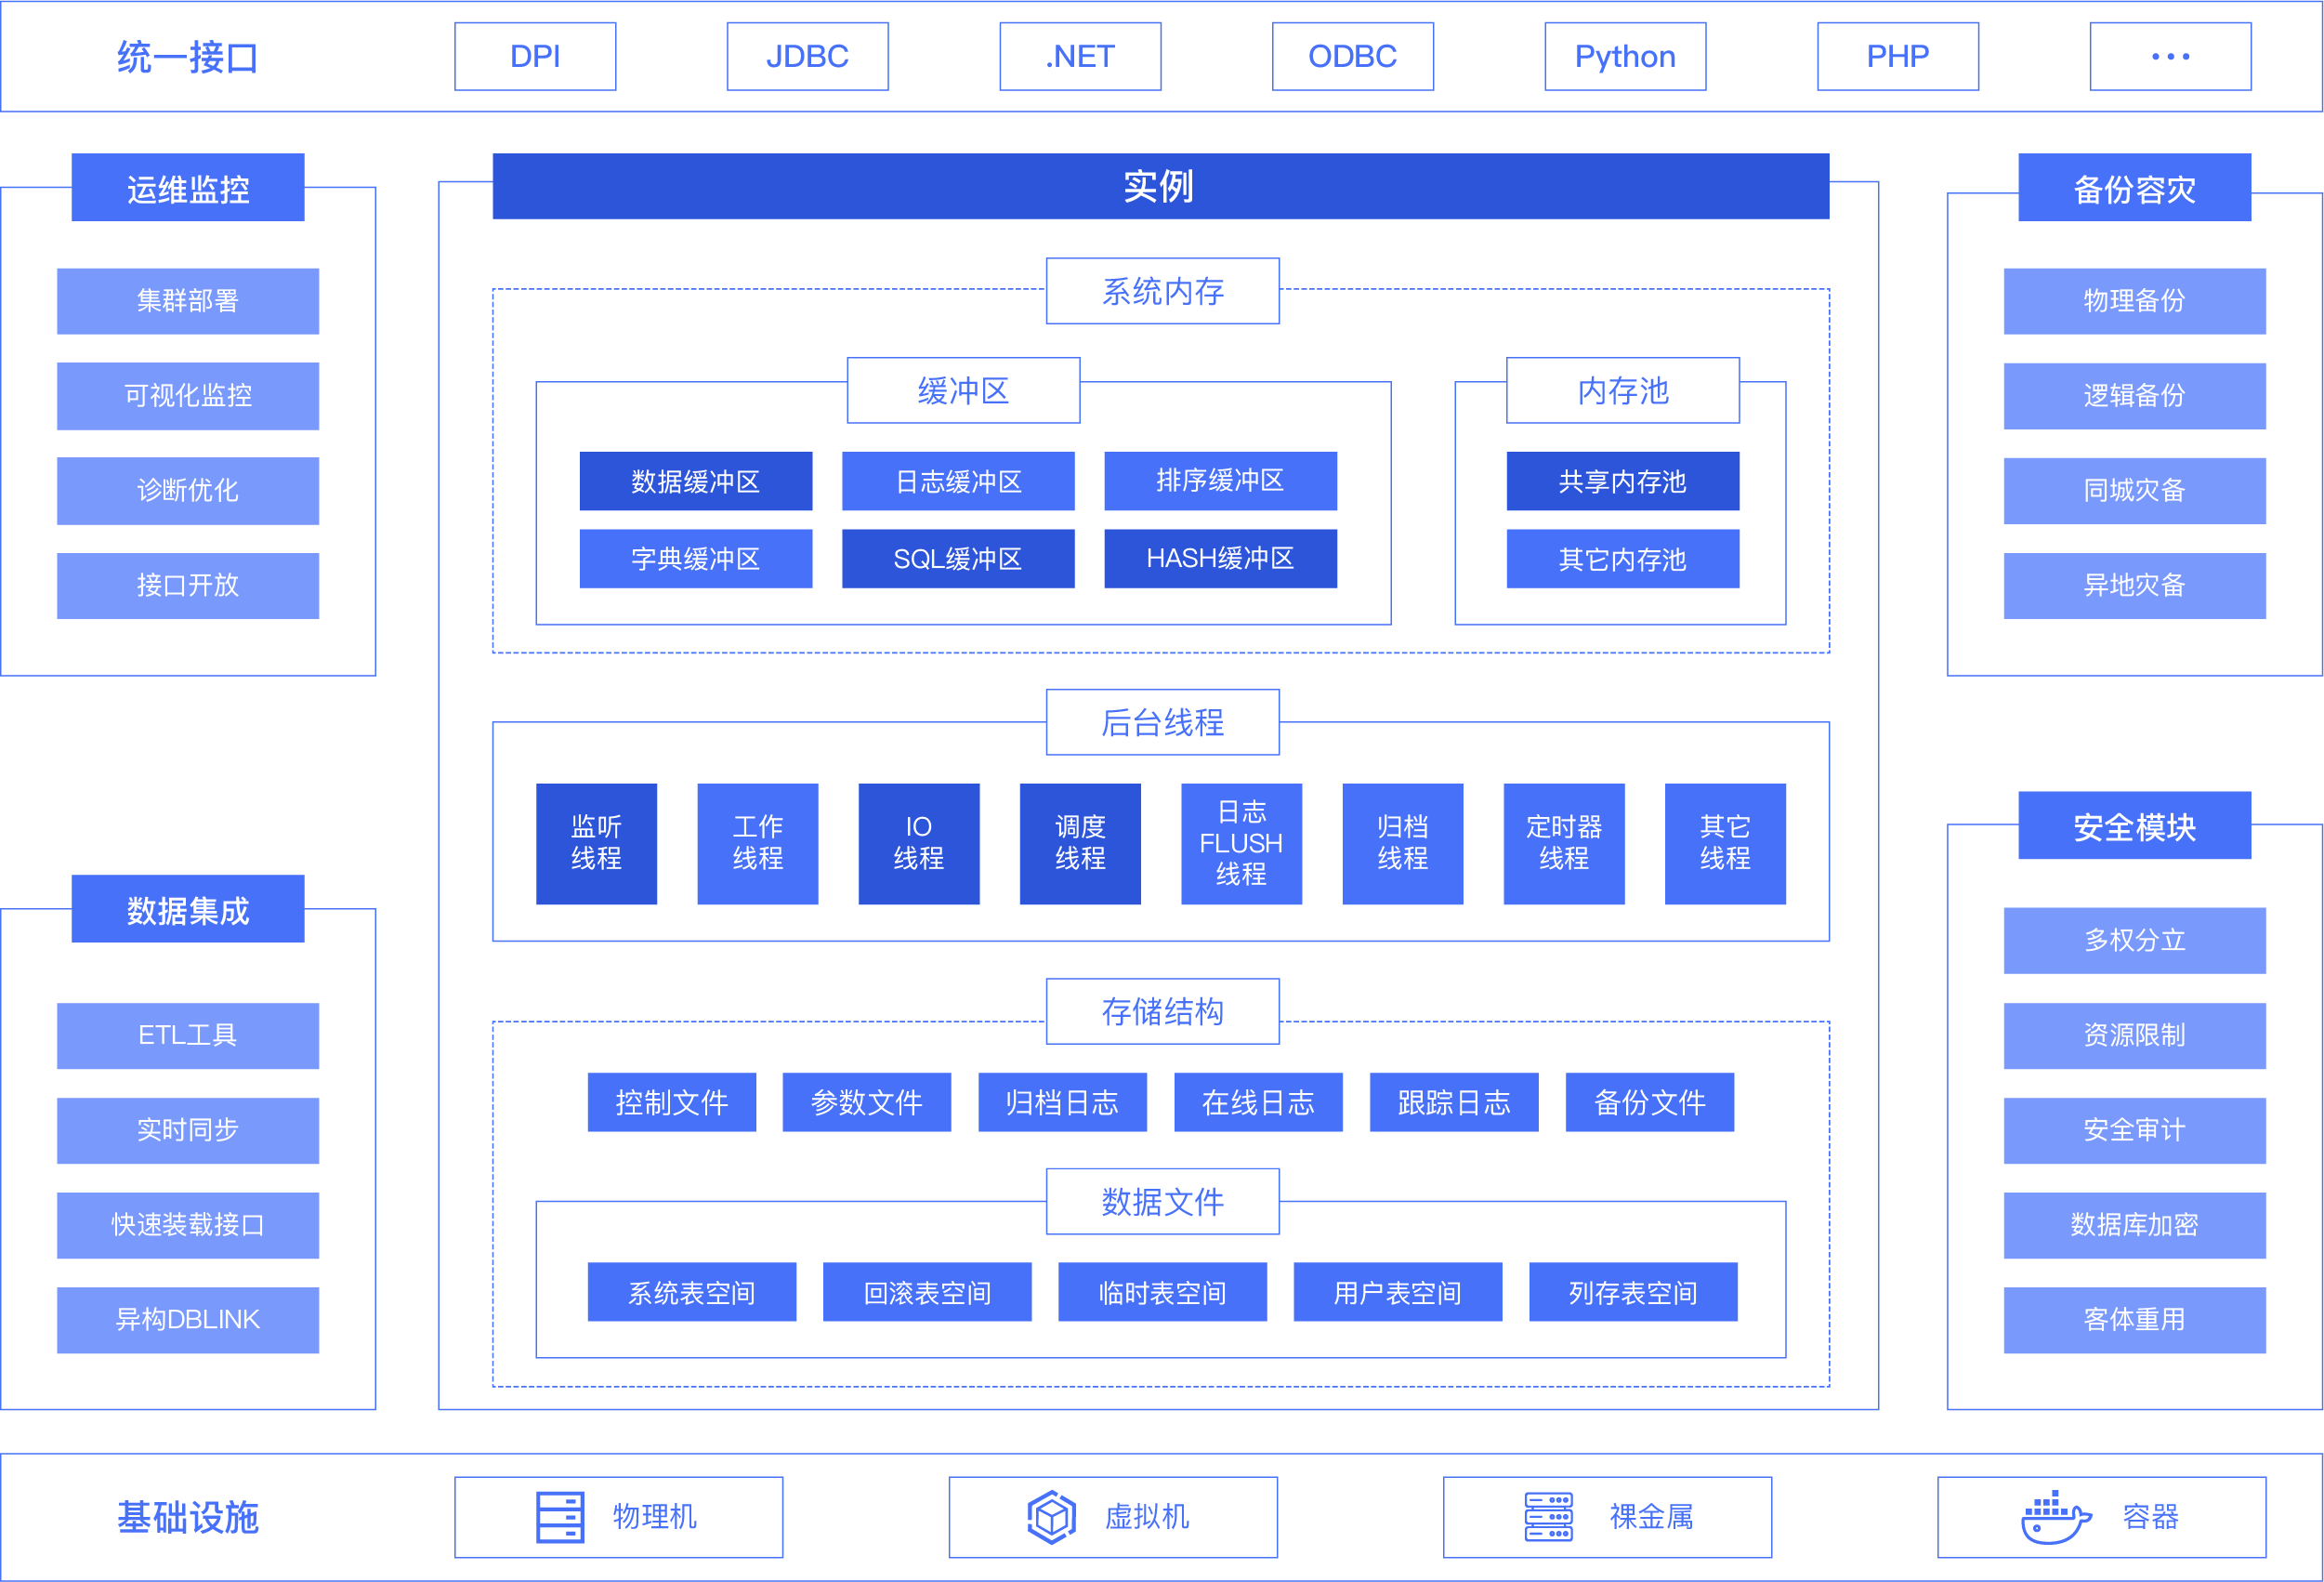 统一接口
DPI
JDBC
.NET
ODBC
Python
PHP
•••
运维监控
集群部署
可视化监控
诊断优化
接口开放
数据集成
ETL工具
实时同步
快速装载接口
异构DBLINK
实例
系统内存
缓冲区
数据缓冲区
日志缓冲区
排序缓冲区
字典缓冲区
SQL缓冲区
HASH缓冲区
内存池
共享内存池
其它内存池
后台线程
监听
线程
工作
线程
IO
线程
调度
线程
日志
FLUSH
线程
归档
线程
定时器
线程
其它
线程
存储结构
控制文件
参数文件
归档日志
在线日志
跟踪日志
备份文件
数据文件
系统表空间
回滚表空间
临时表空间
用户表空间
列存表空间
备份容灾
物理备份
逻辑备份
同城灾备
异地灾备
安全模块
多权分立
资源限制
安全审计
数据库加密
客体重用
基础设施
物理机
虚拟机
裸金属
容器